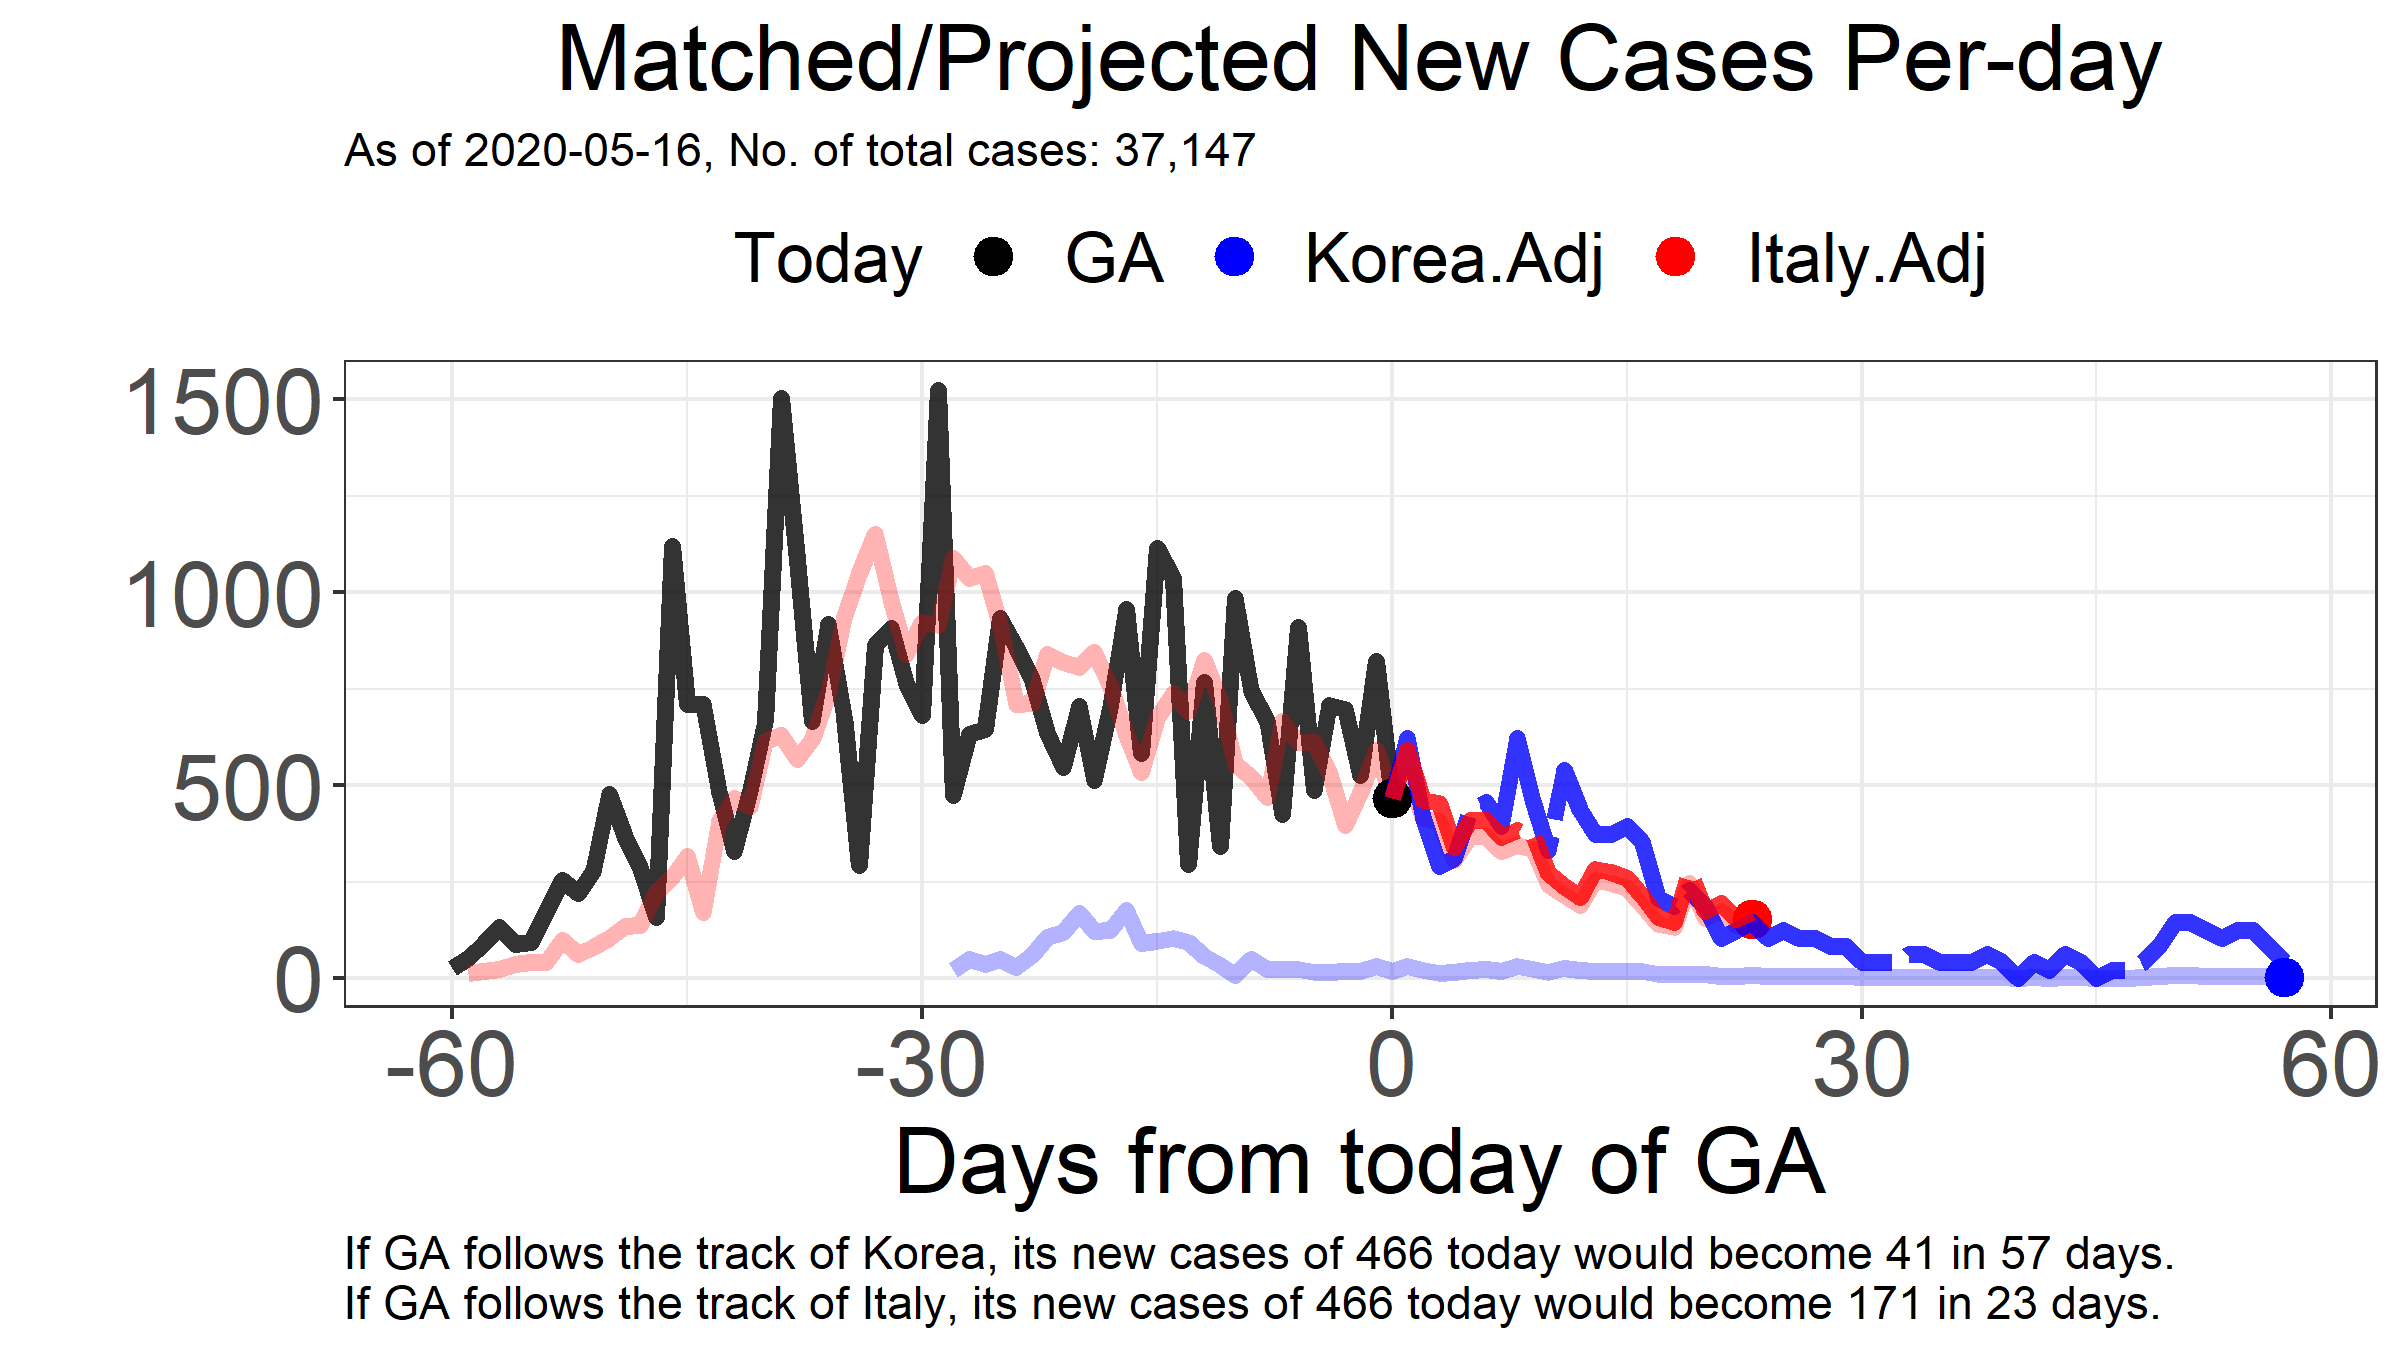 Matched/Projected New Cases Per-day
As of 2020-05-16, No. of total cases: 37,147
Today GA Korea.Adj Italy.Adj
1500
1000
500
0
-60 -30 0 30 60
Days from today of GA
If GA follows the track of Korea, its new cases of 466 today would become 41 in 57 days.
If GA follows the track of Italy, its new cases of 466 today would become 171 in 23 days.